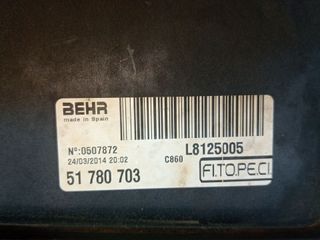 BEHR
made in Spain
Nº:0507872
24/03/2014 20:02
C860
L8125005
51 780 703
FI.TO.PE.CI